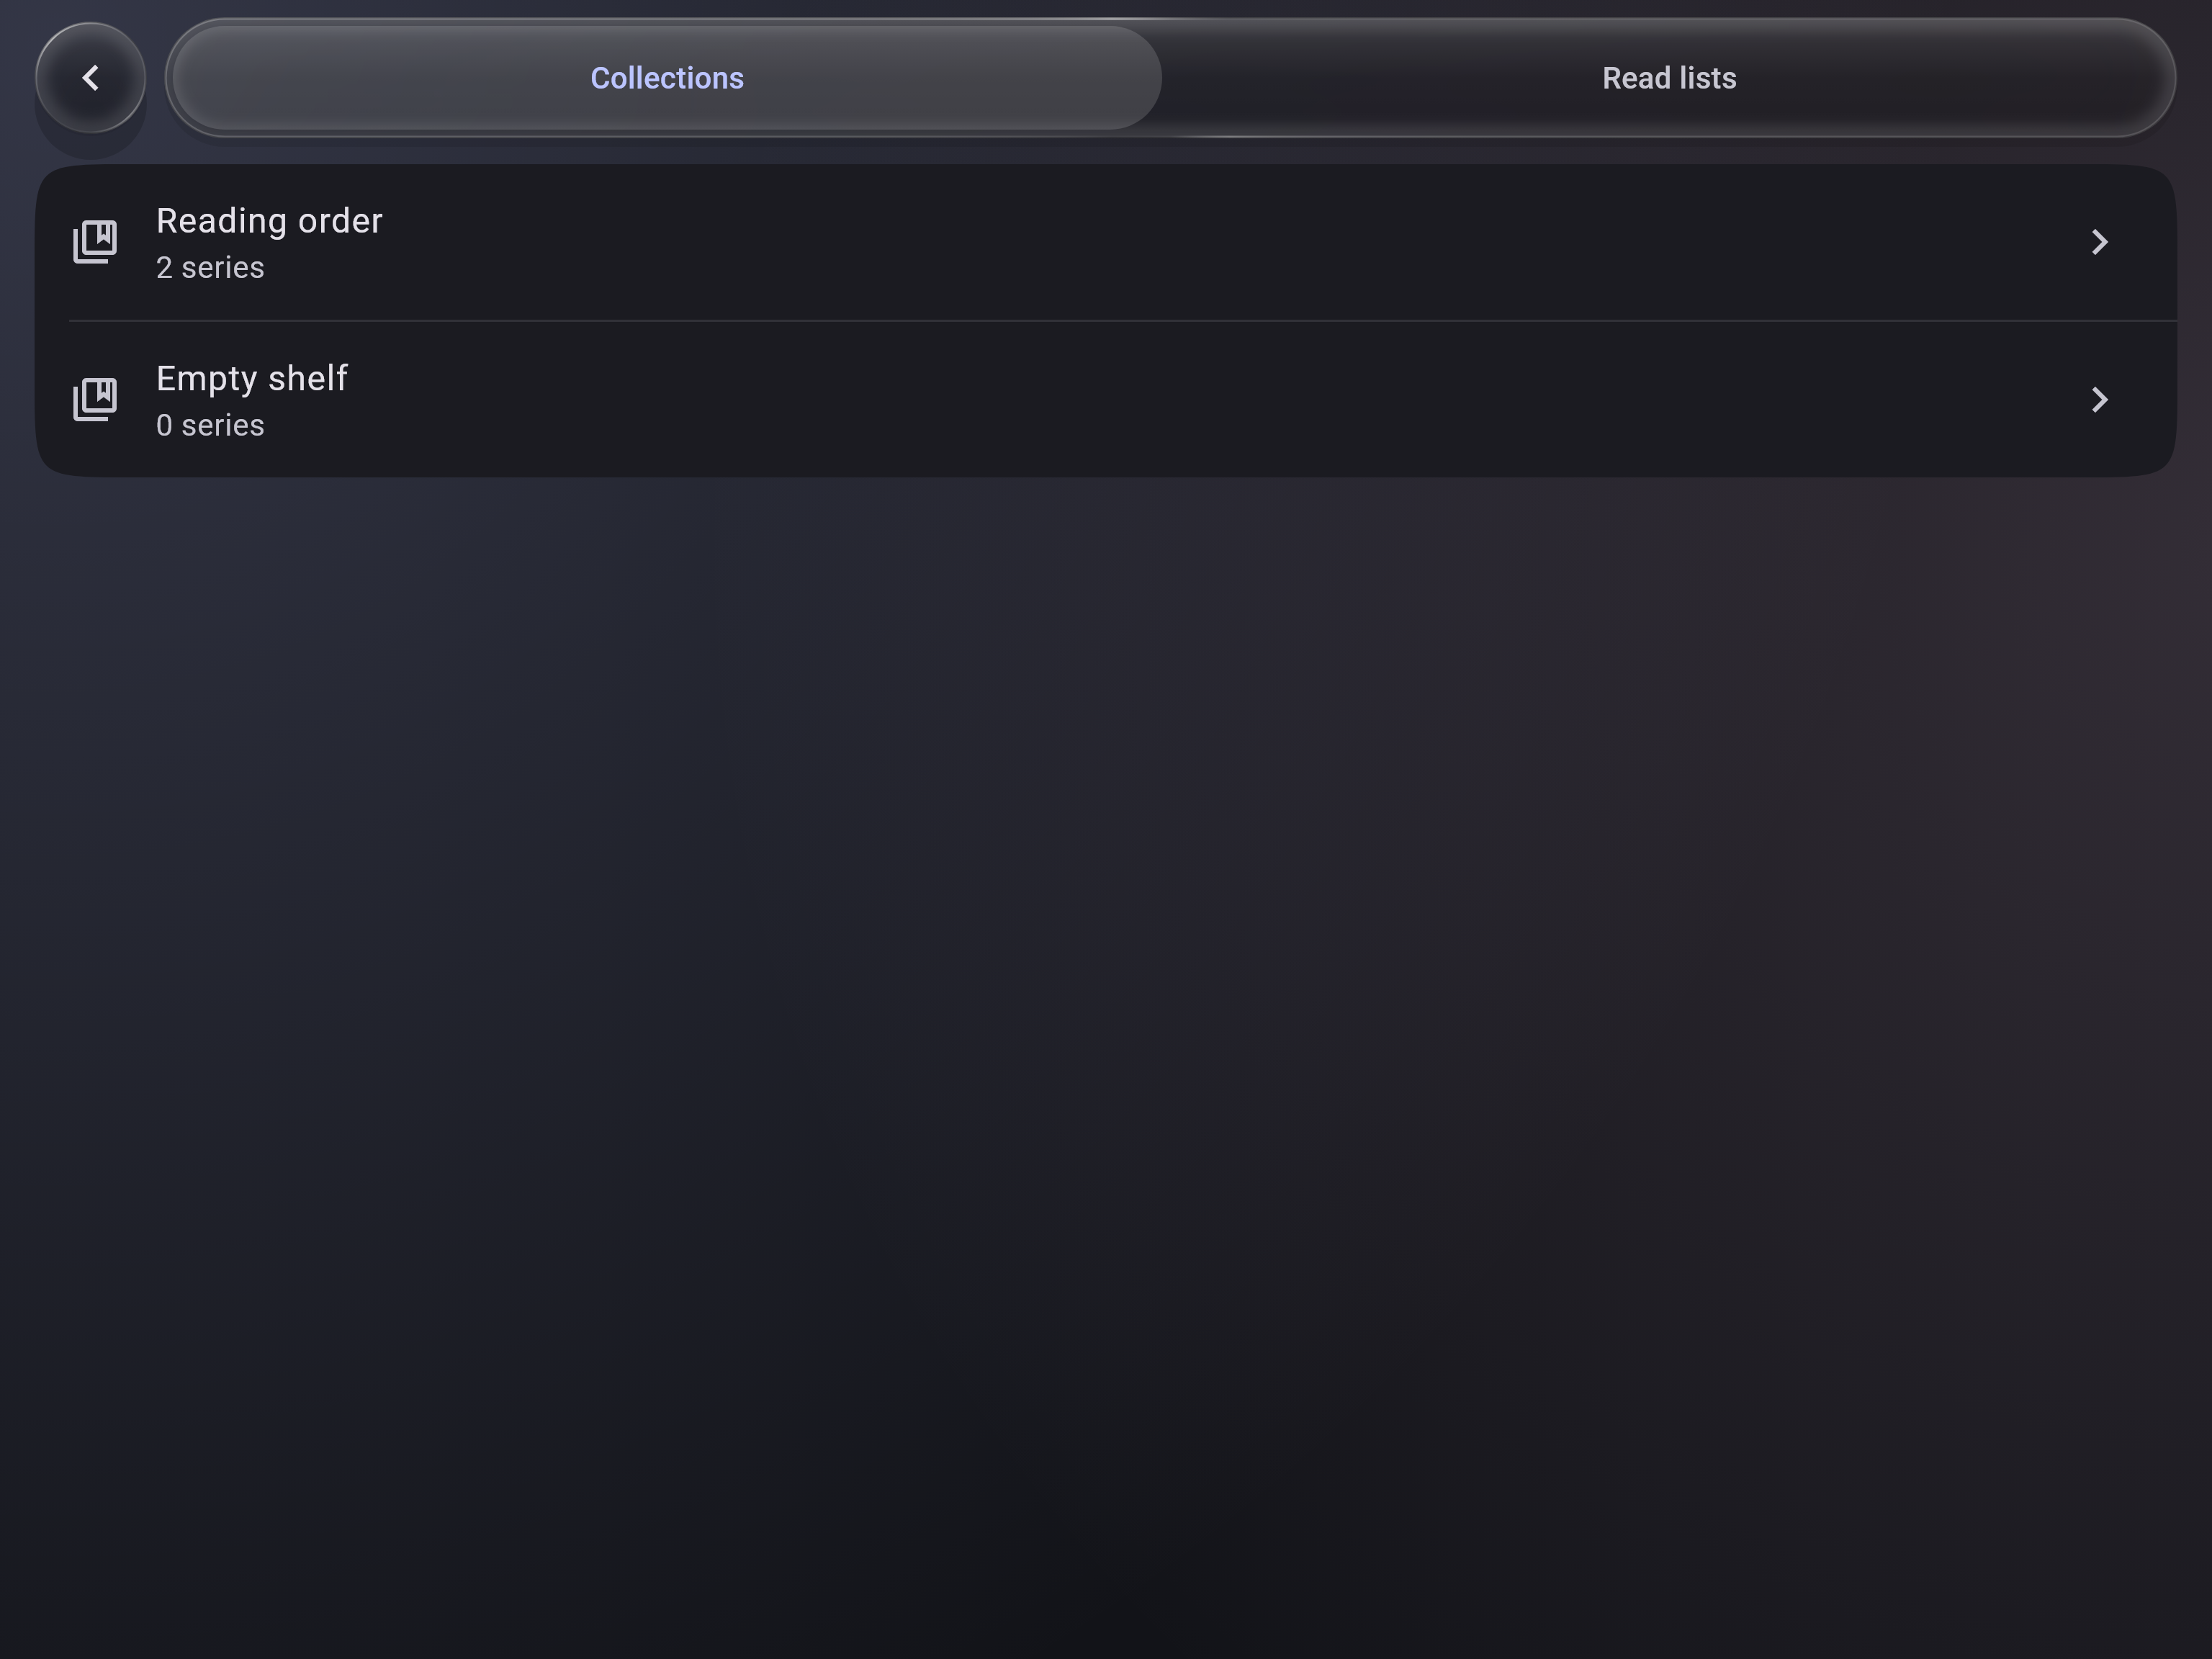 Collections
Read lists
Reading order
2 series
Empty shelf
0 series